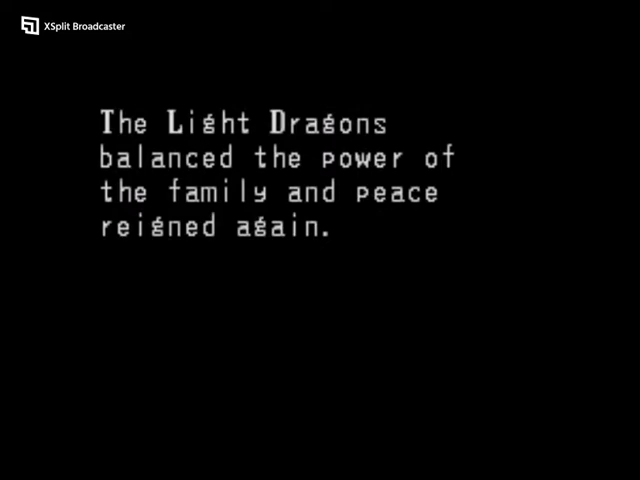 XSplit Broadcaster
The Light Dragons
balanced the power of
the family and peace
reigned again.